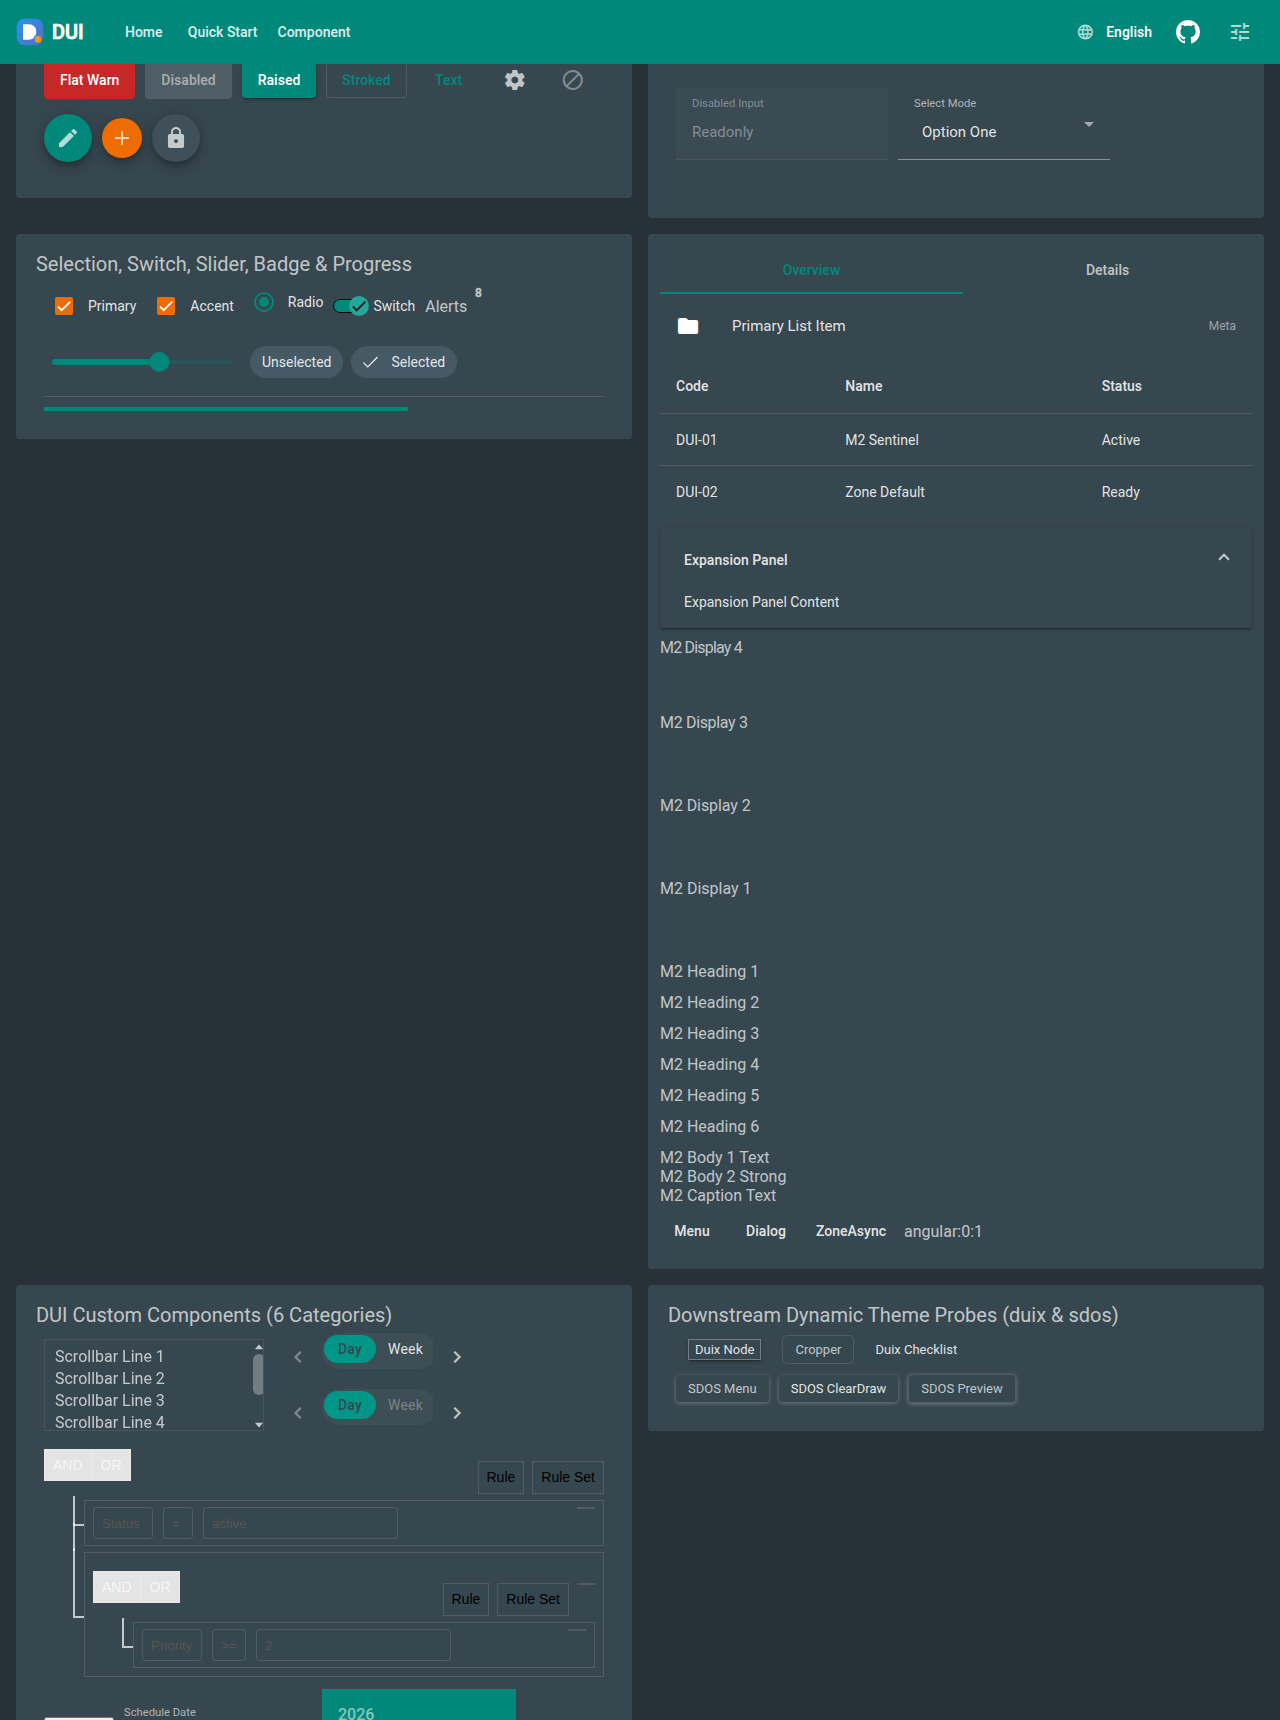 DUI
Home
Quick Start
Component
English
Flat Warn
Disabled
Raised
Stroked
Text
Disabled Input
Readonly
Select Mode
Option One
Selection, Switch, Slider, Badge & Progress
Primary
Accent
Radio
Switch
Alerts
8
Unselected
Selected
Overview
Details
Primary List Item
Meta
Code
Name
Status
DUI-01
M2 Sentinel
Active
DUI-02
Zone Default
Ready
Expansion Panel
Expansion Panel Content
M2 Display 4
M2 Display 3
M2 Display 2
M2 Display 1
M2 Heading 1
M2 Heading 2
M2 Heading 3
M2 Heading 4
M2 Heading 5
M2 Heading 6
M2 Body 1 Text
M2 Body 2 Strong
M2 Caption Text
Menu
Dialog
ZoneAsync
angular:0:1
DUI Custom Components (6 Categories)
Scrollbar Line 1
Scrollbar Line 2
Scrollbar Line 3
Scrollbar Line 4
Day
Week
Day
Week
AND
OR
Rule
Rule Set
Status
=
active
AND
OR
Rule
Rule Set
Priority
>=
2
Schedule Date
2026
Downstream Dynamic Theme Probes (duix & sdos)
Duix Node
Cropper
Duix Checklist
SDOS Menu
SDOS ClearDraw
SDOS Preview